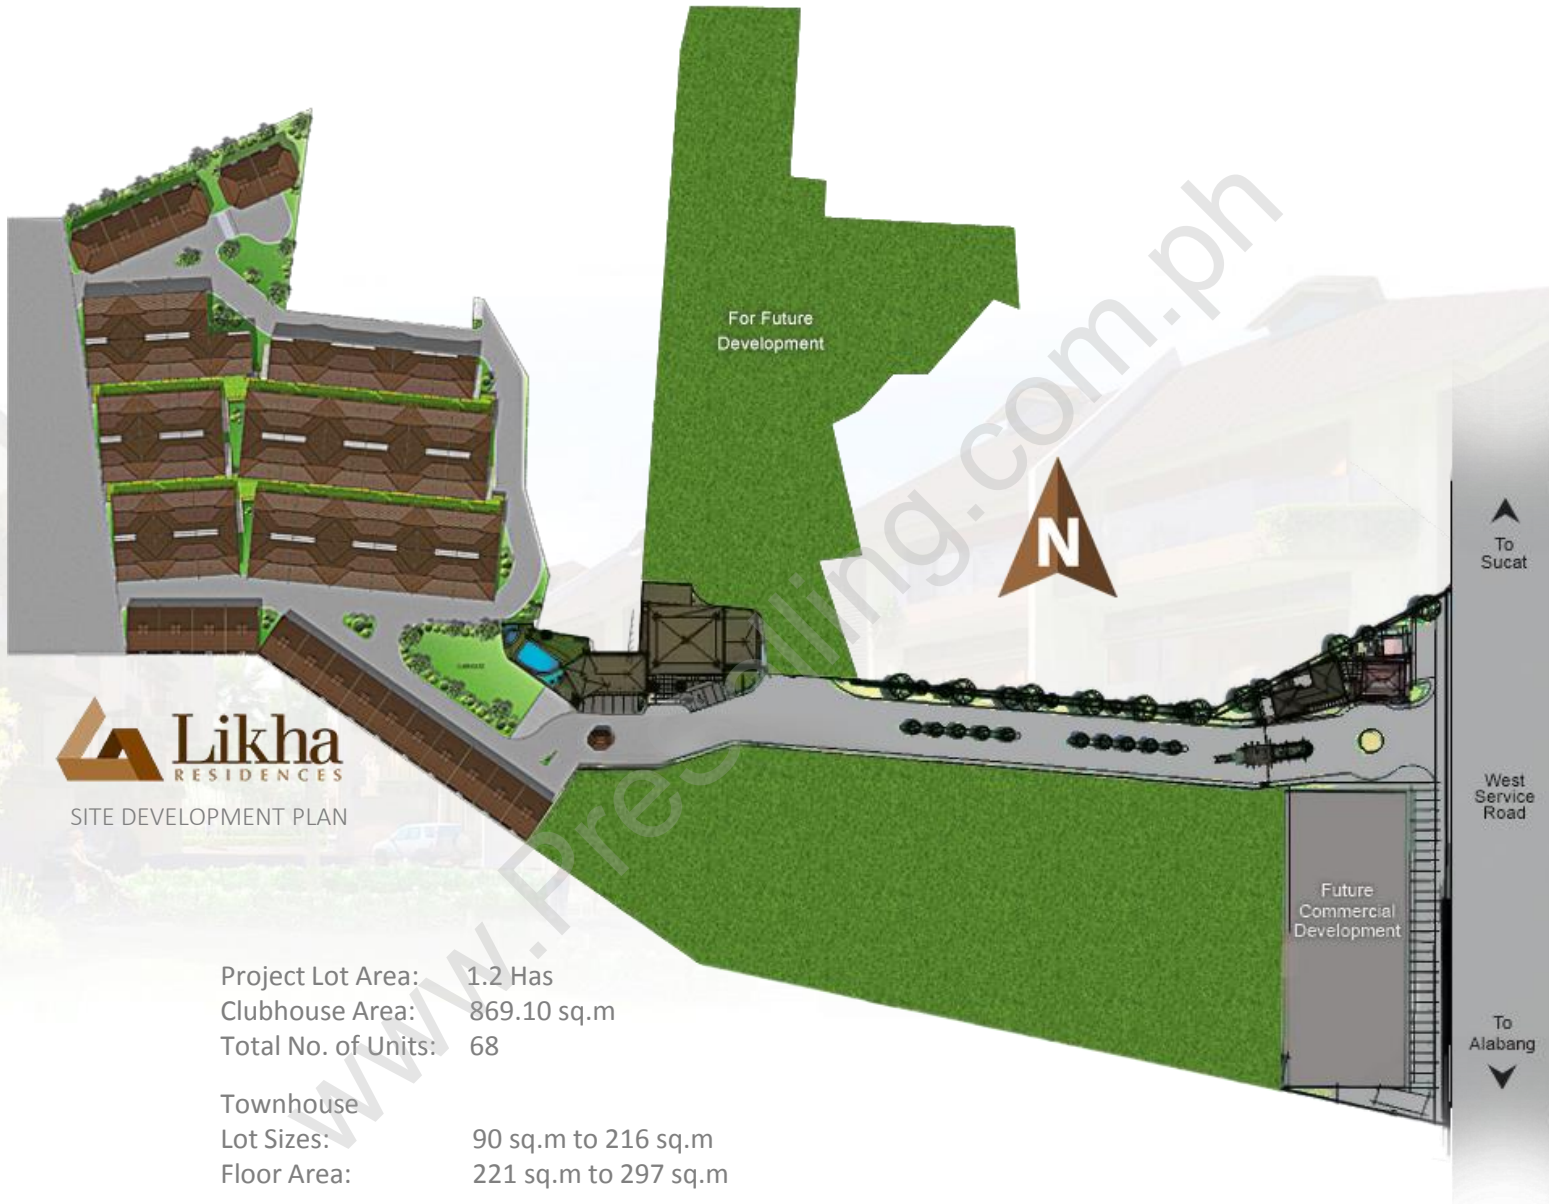 For Future
Development
N
To
Sucat
West
Service
Road
Future
Commercial
Development
To
Alabang
Likha
RESIDENCES
SITE DEVELOPMENT PLAN
Project Lot Area: 1.2 Has
Clubhouse Area: 869.10 sq.m
Total No. of Units: 68
Townhouse
Lot Sizes: 90 sq.m to 216 sq.m
Floor Area: 221 sq.m to 297 sq.m
www.PreSelling.com.ph